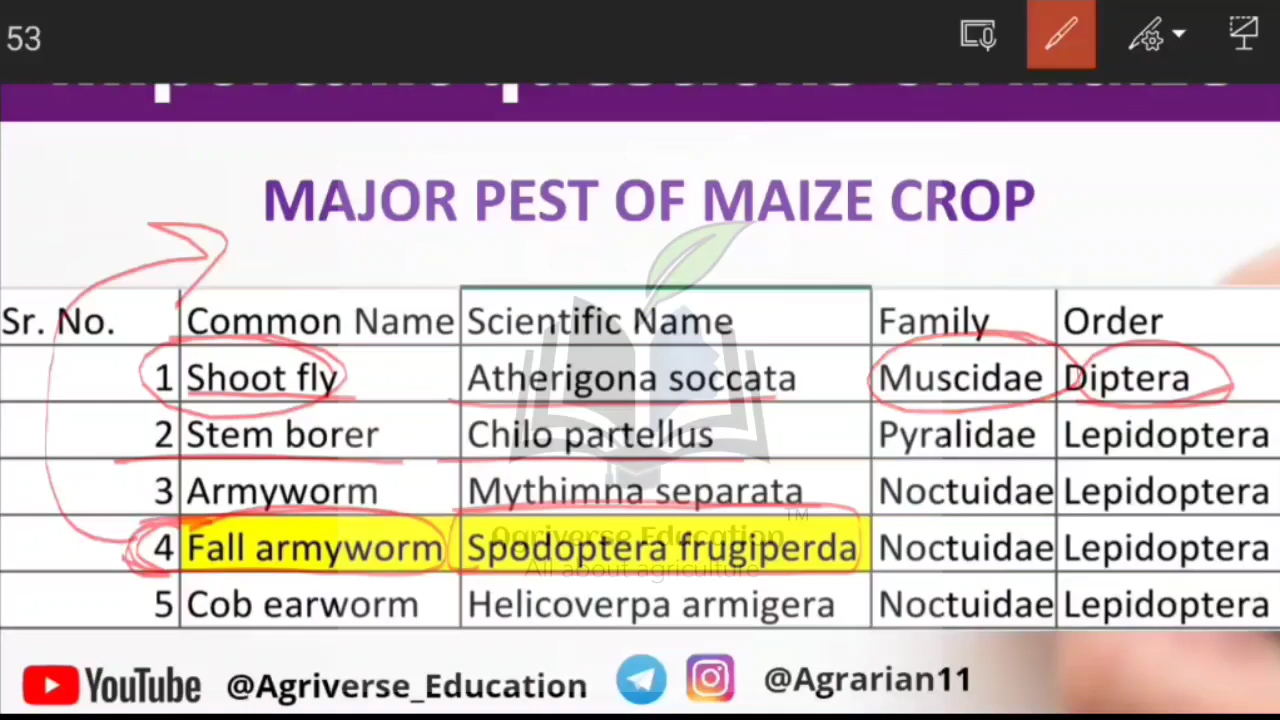 53
MAJOR PEST OF MAIZE CROP
Sr. No. Common Name Scientific Name Family Order
1 Shoot fly Atherigona soccata Muscidae Diptera
2 Stem borer Chilo partellus Pyralidae Lepidoptera
3 Armyworm Mythimna separata Noctuidae Lepidoptera
TM
Agriverse Education
4 Fall armyworm Spodoptera frugiperda Noctuidae Lepidoptera
All about agriculture
5 Cob earworm Helicoverpa armigera Noctuidae Lepidoptera
YouTube @Agriverse_Education @Agrarian11